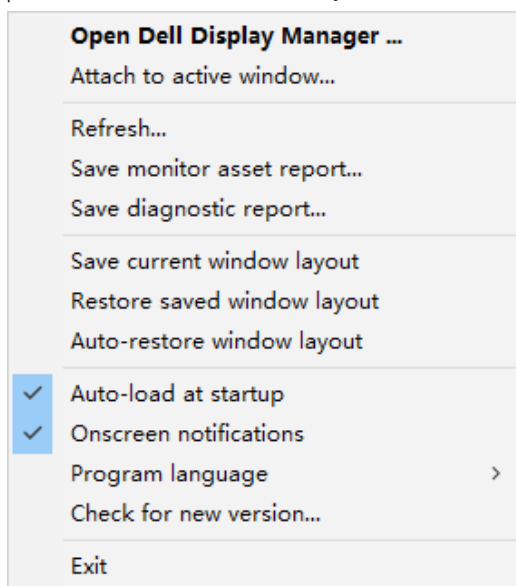 Open Dell Display Manager ...
Attach to active window...
Refresh...
Save monitor asset report...
Save diagnostic report...
Save current window layout
Restore saved window layout
Auto-restore window layout
Auto-load at startup
Onscreen notifications
Program language
Check for new version...
Exit